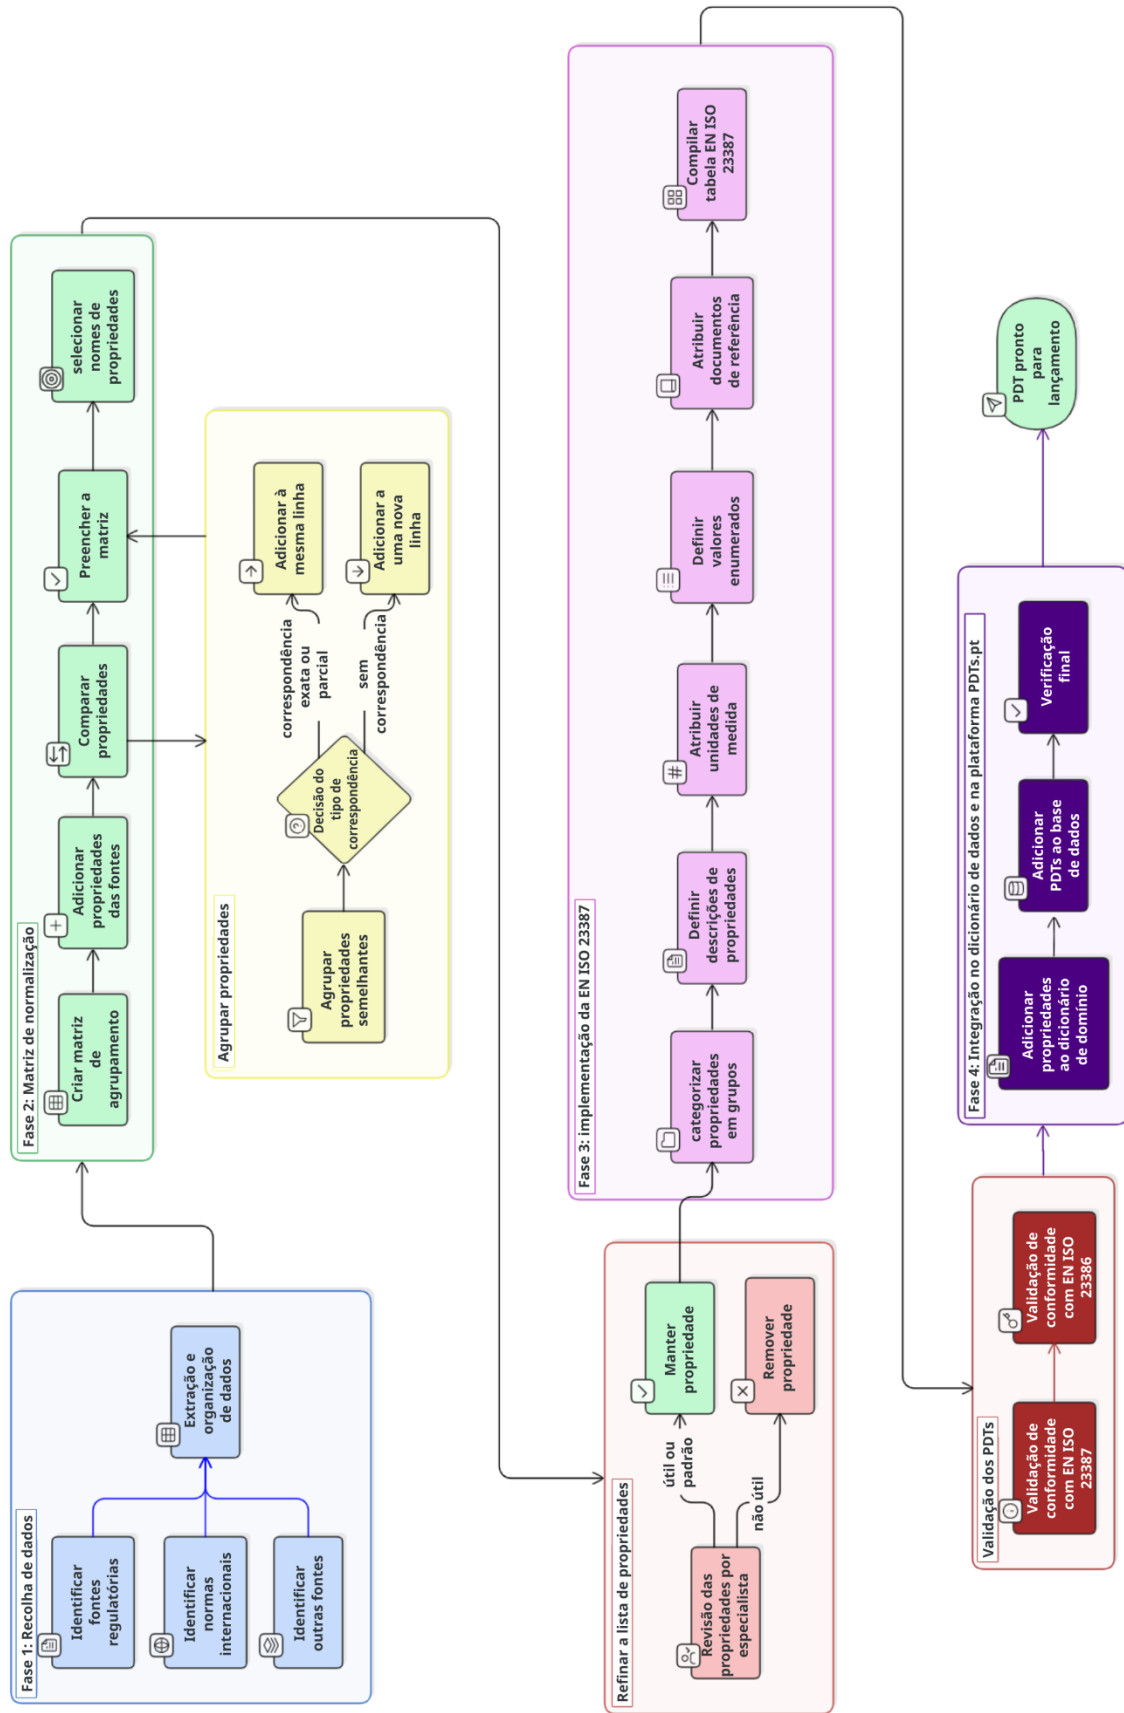 Fase 1: Recolha de dados
Identificar
fontes
regulatórias
Identificar
normas
internacionais
Identificar
outras fontes
Extração e
organização
de dados
Fase 2: Matriz de normalização
Criar matriz
de
agrupamento
Adicionar
propriedades
das fontes
Comparar
propriedades
Preencher a
matriz
selecionar
nomes de
propriedades
Agrupar propriedades
Agrupar
propriedades
semelhantes
Decisão do
tipo de
correspondência
correspondência
exata ou
parcial
sem
correspondência
Adicionar à
mesma linha
Adicionar a
uma nova
linha
Refinar a lista de propriedades
Revisão das
propriedades por
especialista
útil ou
padrão
não útil
Manter
propriedade
Remover
propriedade
Fase 3: implementação da EN ISO 23387
categorizar
propriedades
em grupos
Definir
descrições de
propriedades
Atribuir
unidades de
medida
Definir
valores
enumerados
Atribuir
documentos
de referência
Compilar
tabela EN ISO
23387
Validação dos PDTs
Validação de
conformidade
com EN ISO
23387
Validação de
conformidade
com EN ISO
23386
Fase 4: Integração no dicionário de dados e na plataforma PDTs.pt
Adicionar
propriedades
ao dicionário
de domínio
Adicionar
PDTs ao base
de dados
Verificação
final
PDT pronto
para
lançamento